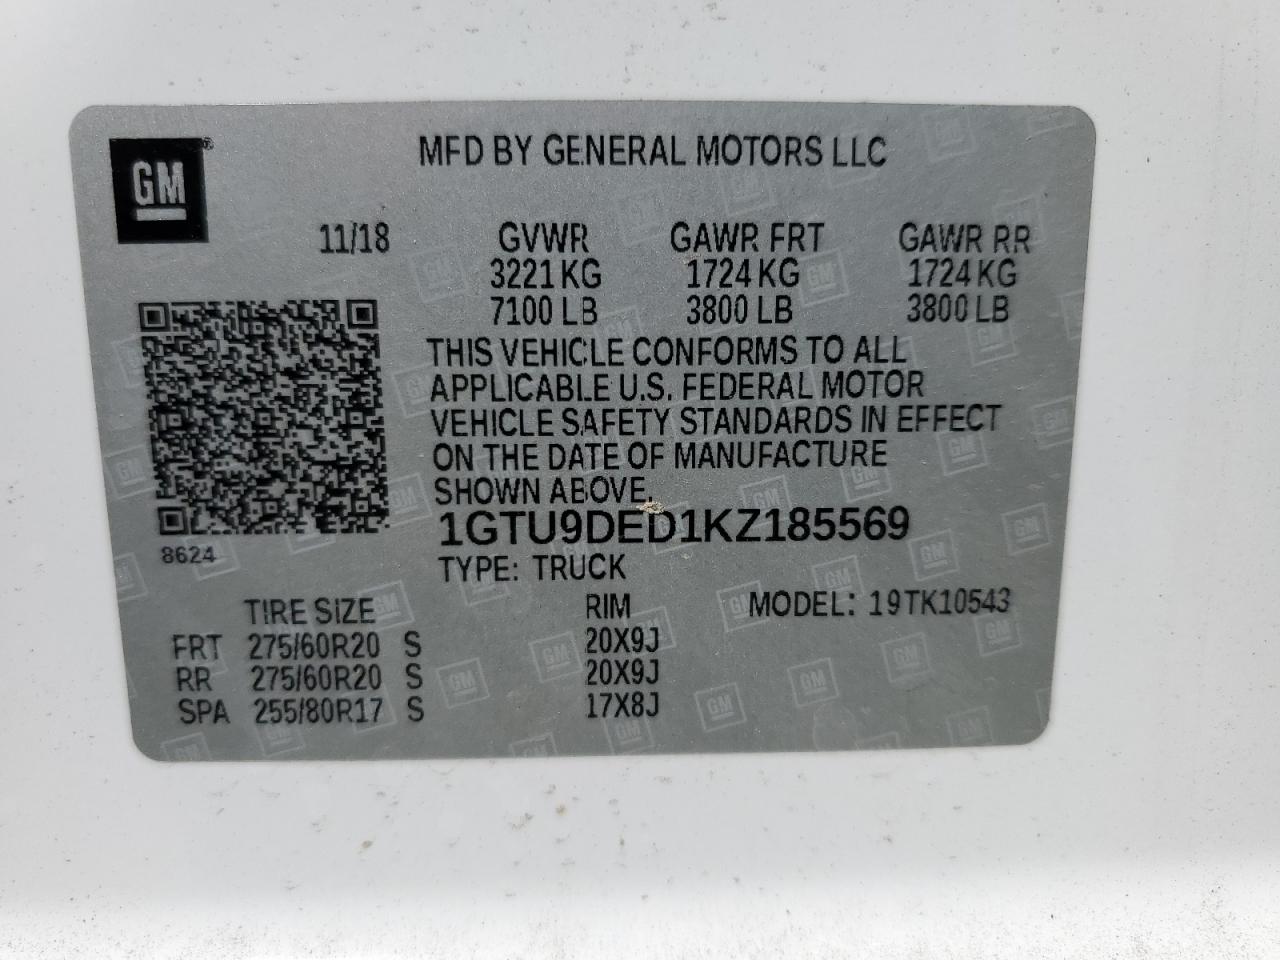 GM
MFD BY GENERAL MOTORS LLC
11/18 GVWR GAWR FRT GAWR RR
3221 KG 1724 KG 1724 KG
7100 LB 3800 LB 3800 LB
THIS VEHICLE CONFORMS TO ALL
APPLICABLE U.S. FEDERAL MOTOR
VEHICLE SAFETY STANDARDS IN EFFECT
ON THE DATE OF MANUFACTURE
SHOWN ABOVE.
1GTU9DED1KZ185569
8624
TYPE: TRUCK
TIRE SIZE RIM MODEL: 19TK10543
FRT 275/60R20 S 20X9J
RR 275/60R20 S 20X9J
SPA 255/80R17 S 17X8J